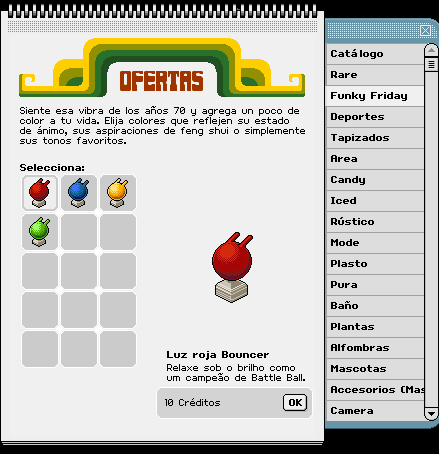 OFERTAS
Siente esa vibra de los años 70 y agrega un poco de
color a tu vida. Elija colores que reflejen su estado
de ánimo, sus aspiraciones de feng shui o simplemente
sus tonos favoritos.
Selecciona:
Luz roja Bouncer
Relaxe sob o brilho como
um campeão de Battle Ball.
10 Créditos
OK
Catálogo
Rare
Funky Friday
Deportes
Tapizados
Area
Candy
Iced
Rústico
Mode
Plasto
Pura
Baño
Plantas
Alfombras
Mascotas
Accesorios (Mas
Camera